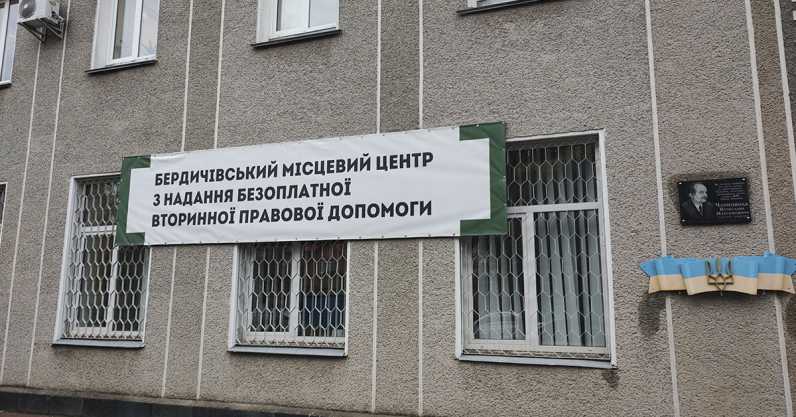 БЕРДИЧІВСЬКИЙ МІСЦЕВИЙ ЦЕНТР
З НАДАННЯ БЕЗОПЛАТНОЇ
ВТОРИННОЇ ПРАВОВОЇ ДОПОМОГИ